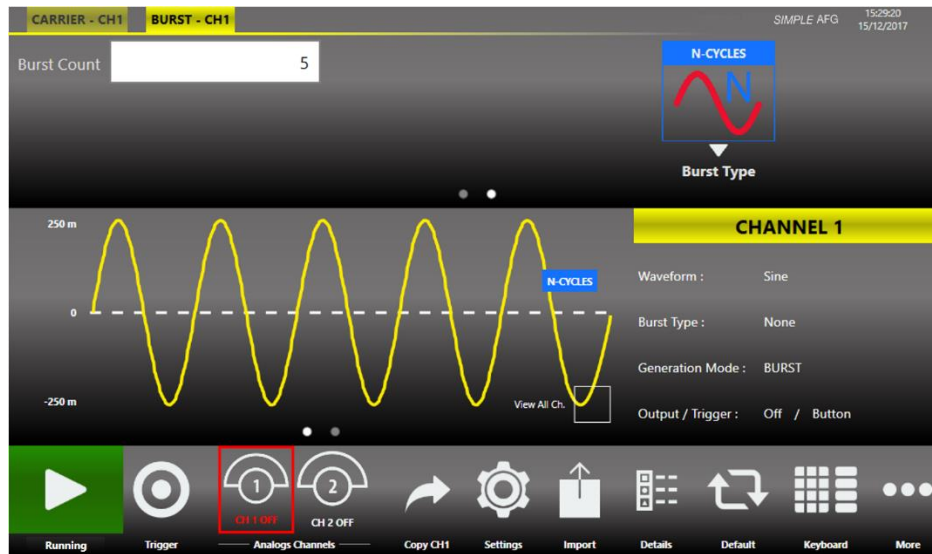 CARRIER - CH1 BURST - CH1 SIMPLE AFG 15:29:20
15/12/2017
Burst Count 5
N-CYCLES
N
Burst Type
250 m
0
-250 m
N-CYCLES
View All Ch.
CHANNEL 1
Waveform : Sine
Burst Type : None
Generation Mode : BURST
Output / Trigger : Off / Button
1 2
CH 1 OFF CH 2 OFF
Running Trigger Analogs Channels Copy CH1 Settings Import Details Default Keyboard More